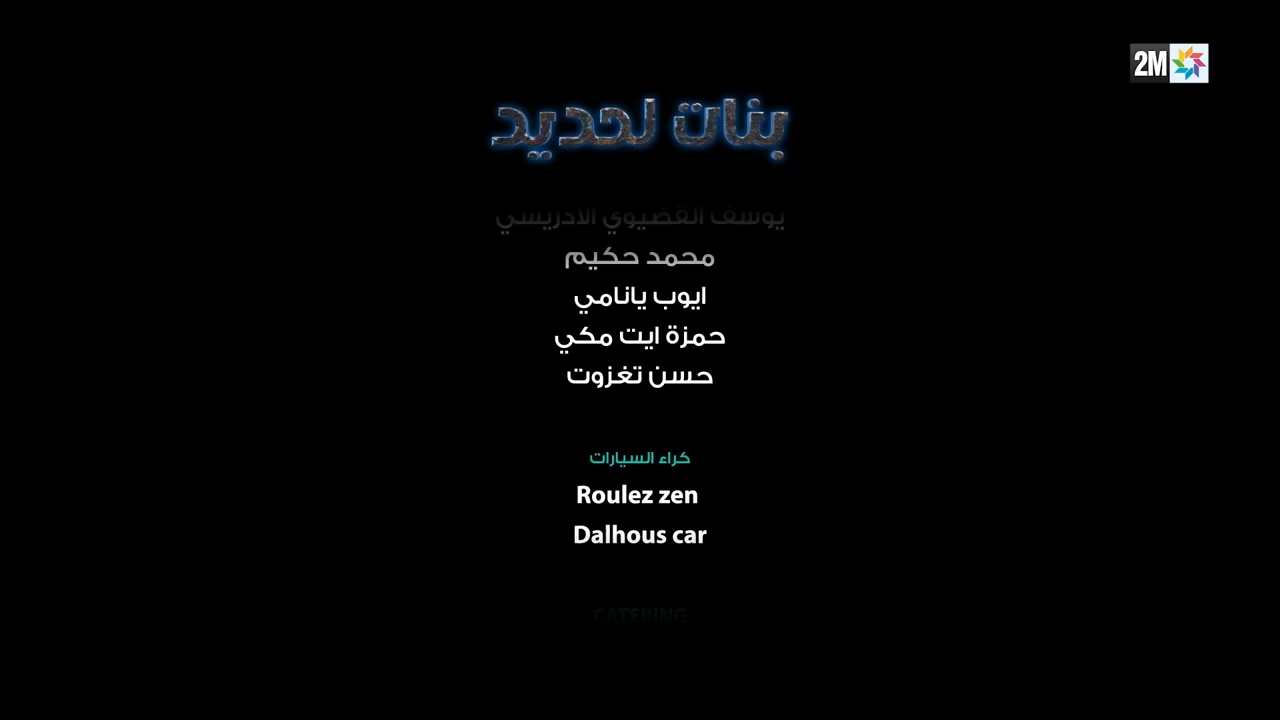 2M
بنات لحديد
يوسف القضيوي الادريسي
محمد حكيم
ايوب يانامي
حمزة ايت مكي
حسن تغزوت
كراء السيارات
Roulez zen
Dalhous car
CATERING